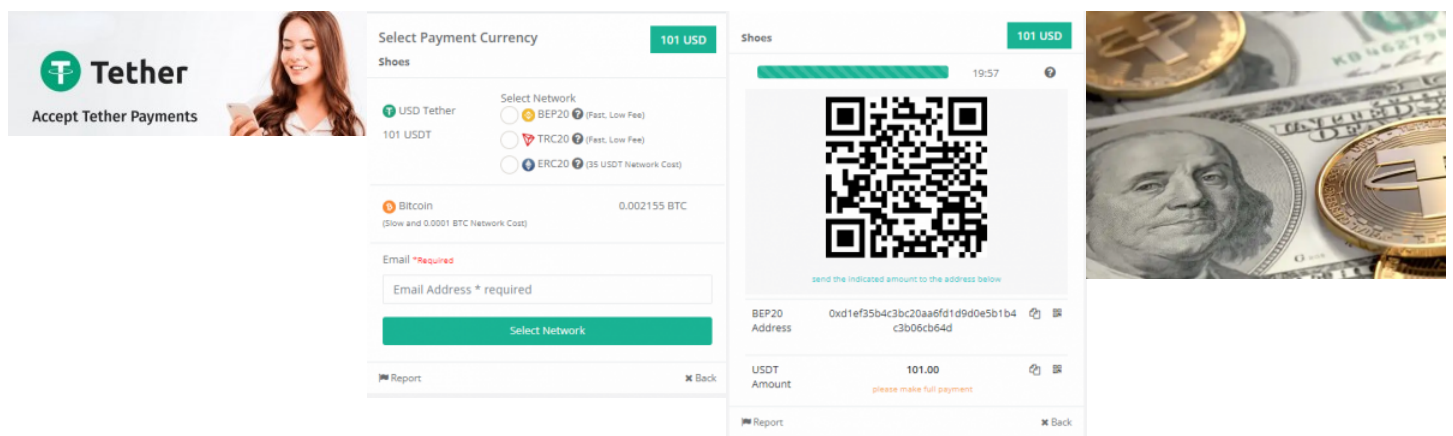 Tether
Accept Tether Payments
Select Payment Currency
101 USD
Shoes
USD Tether
101 USDT
Select Network
BEP20 (Fast, Low Fee)
TRC20 (Fast, Low Fee)
ERC20 (35 USDT Network Cost)
Bitcoin
0.002155 BTC
(Slow and 0.0001 BTC Network Cost)
Email *Required
Email Address * required
Select Network
Report
Back
Shoes
101 USD
19:57
send the indicated amount to the address below
BEP20
Address
0xd1ef35b4c3bc20aa6fd1d9d0e5b1b4
c3b06cb64d
USDT
Amount
101.00
please make full payment
Report
Back